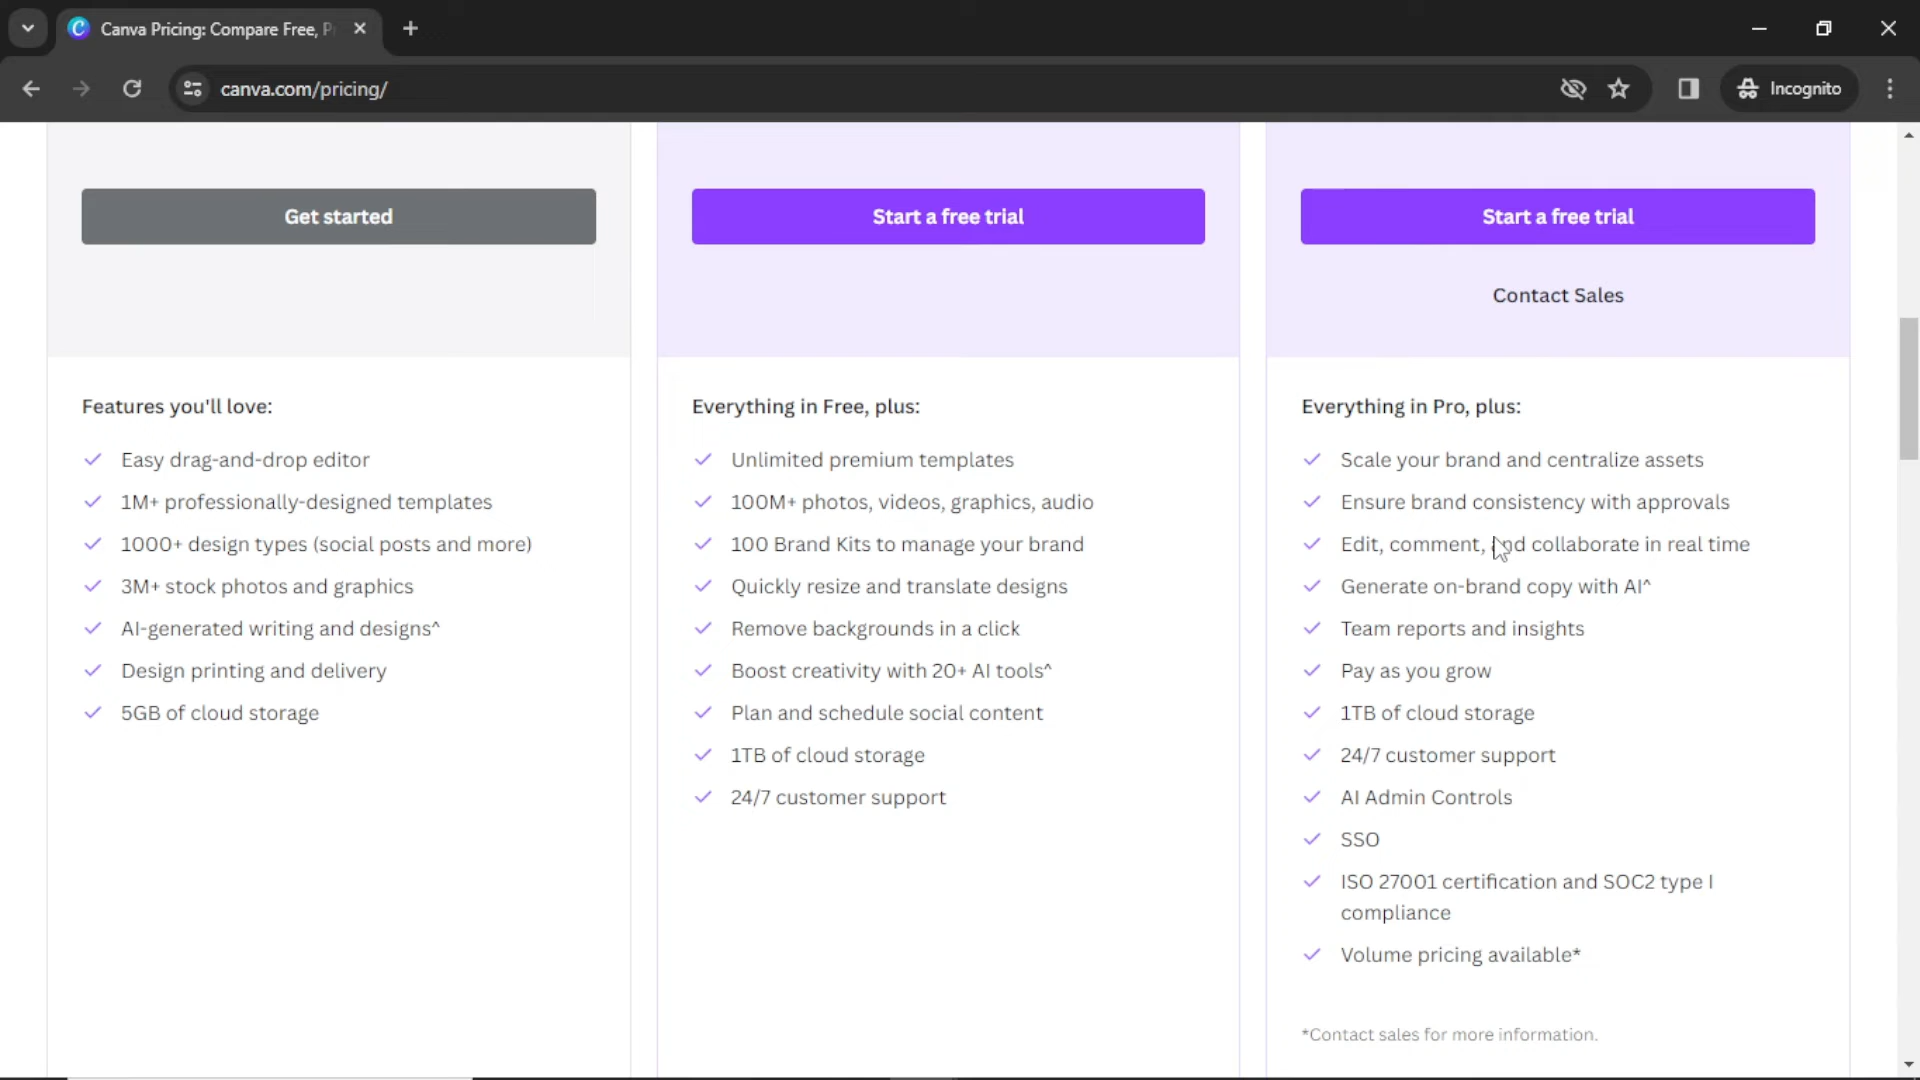 Canva Pricing: Compare Free, P
canva.com/pricing/
Incognito
Get started
Start a free trial
Start a free trial
Contact Sales
Features you'll love:
Easy drag-and-drop editor
1M+ professionally-designed templates
1000+ design types (social posts and more)
3M+ stock photos and graphics
AI-generated writing and designs^
Design printing and delivery
5GB of cloud storage
Everything in Free, plus:
Unlimited premium templates
100M+ photos, videos, graphics, audio
100 Brand Kits to manage your brand
Quickly resize and translate designs
Remove backgrounds in a click
Boost creativity with 20+ AI tools^
Plan and schedule social content
1TB of cloud storage
24/7 customer support
Everything in Pro, plus:
Scale your brand and centralize assets
Ensure brand consistency with approvals
Edit, comment, and collaborate in real time
Generate on-brand copy with AI^
Team reports and insights
Pay as you grow
1TB of cloud storage
24/7 customer support
AI Admin Controls
SSO
ISO 27001 certification and SOC2 type I
compliance
Volume pricing available*
*Contact sales for more information.